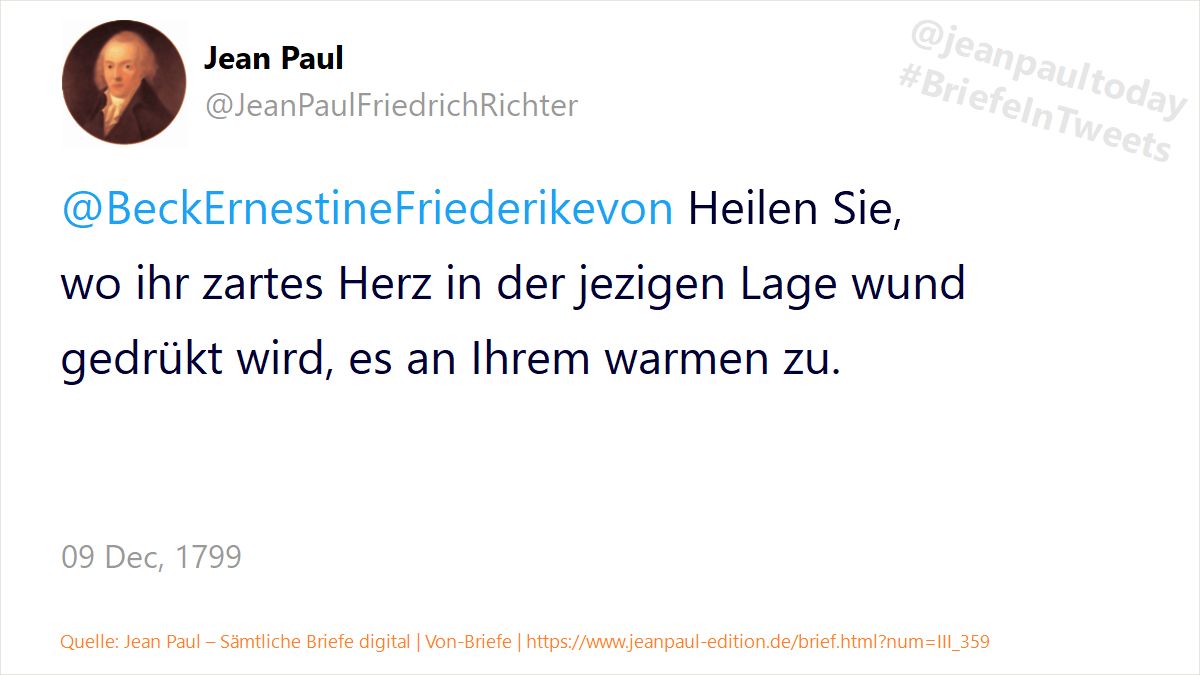 Jean Paul
@JeanPaulFriedrichRichter
@jeanpaultoday
#BriefeInTweets
@BeckErnestineFriederikevon Heilen Sie,
wo ihr zartes Herz in der jezigen Lage wund
gedrükt wird, es an Ihrem warmen zu.
09 Dec, 1799
Quelle: Jean Paul – Sämtliche Briefe digital | Von-Briefe | https://www.jeanpaul-edition.de/brief.html?num=III_359